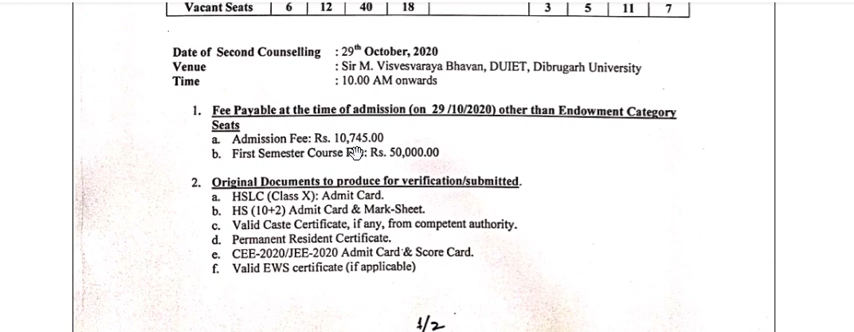 Vacant Seats 6 12 40 18 3 5 11 7
Date of Second Counselling : 29th October, 2020
Venue : Sir M. Visvesvaraya Bhavan, DUIET, Dibrugarh University
Time : 10.00 AM onwards
1. Fee Payable at the time of admission (on 29 /10/2020) other than Endowment Category
Seats
a. Admission Fee: Rs. 10,745.00
b. First Semester Course : Rs. 50,000.00
2. Original Documents to produce for verification/submitted.
a. HSLC (Class X): Admit Card.
b. HS (10+2) Admit Card & Mark-Sheet.
c. Valid Caste Certificate, if any, from competent authority.
d. Permanent Resident Certificate.
e. CEE-2020/JEE-2020 Admit Card & Score Card.
f. Valid EWS certificate (if applicable)
1/2